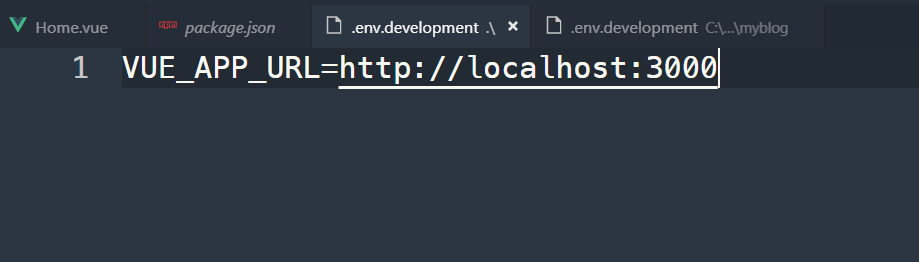 Home.vue package.json .env.development .\ × .env.development C:\...\myblog
1 VUE_APP_URL=http://localhost:3000